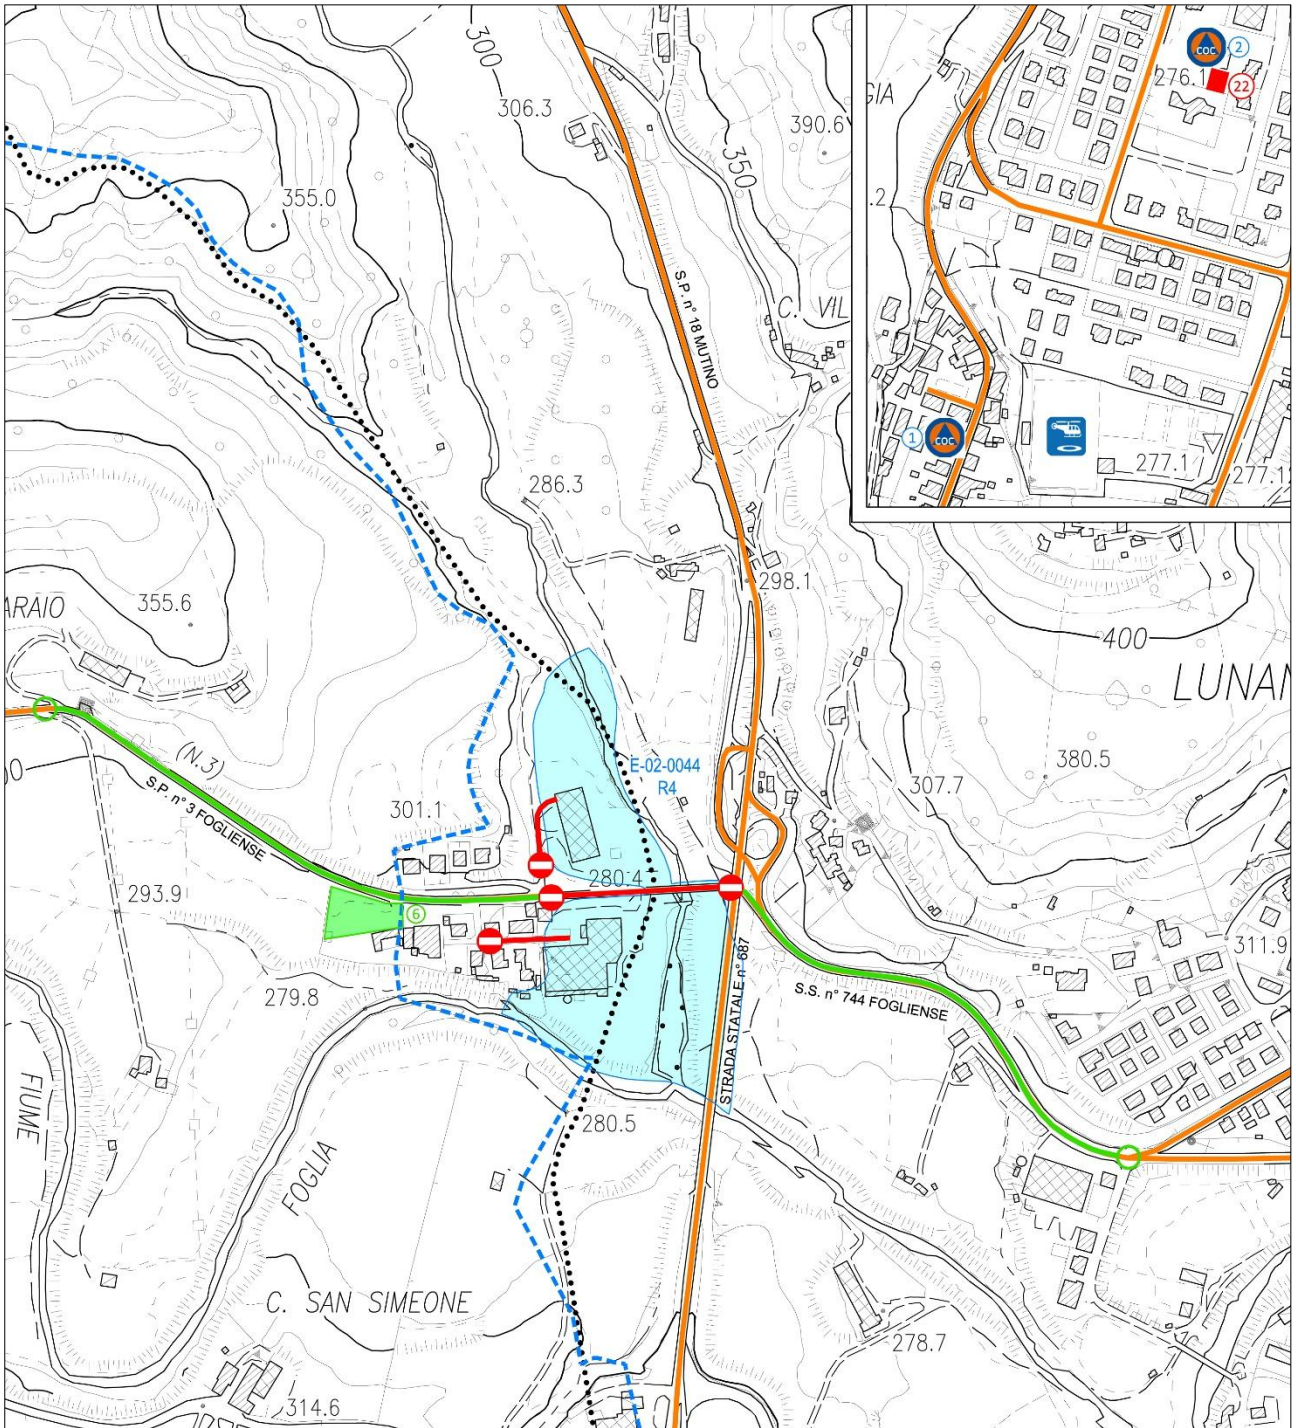 300
306.3
390.6
350
355.0
S.P. n° 18 MUTINO
C. VIL
GIA
.2
276.1
COC
2
22
1
COC
277.1
277.1
286.3
298.1
400
LUNAN
355.6
ARAIO
(N.3)
S.P. n° 3 FOGLIENSE
301.1
E-02-0044
R4
307.7
380.5
293.9
280.4
6
279.8
STRADA STATALE n° 687
S.S. n° 744 FOGLIENSE
311.9
FIUME
FOGLIA
280.5
C. SAN SIMEONE
278.7
314.6